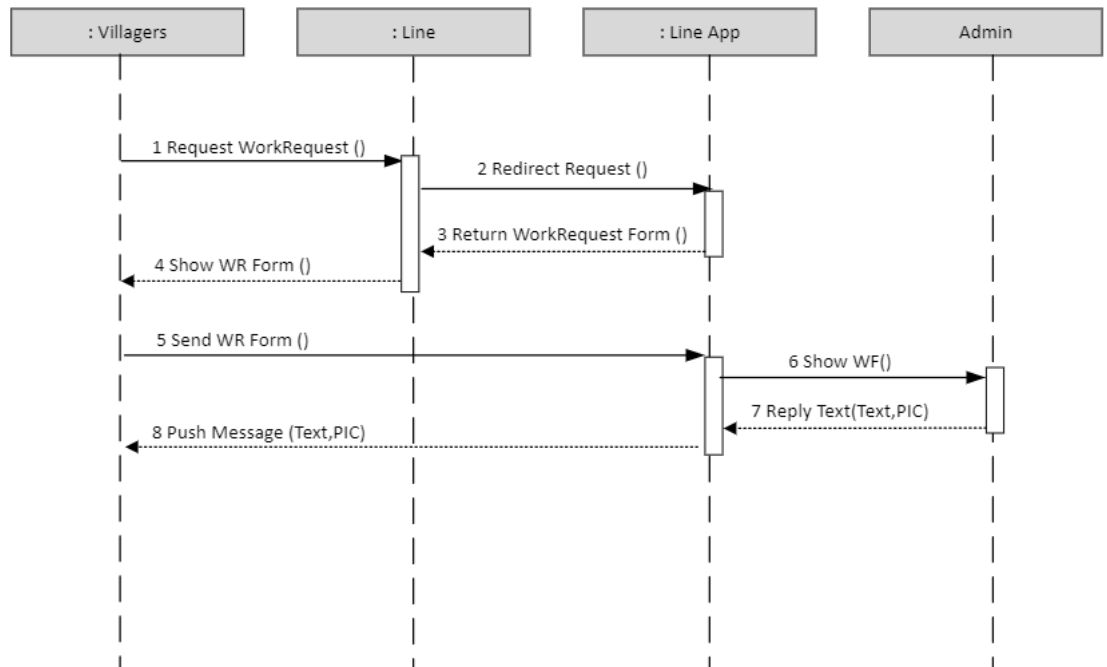 : Villagers
: Line
: Line App
Admin
1 Request WorkRequest ()
2 Redirect Request ()
3 Return WorkRequest Form ()
4 Show WR Form ()
5 Send WR Form ()
6 Show WF()
7 Reply Text(Text,PIC)
8 Push Message (Text,PIC)